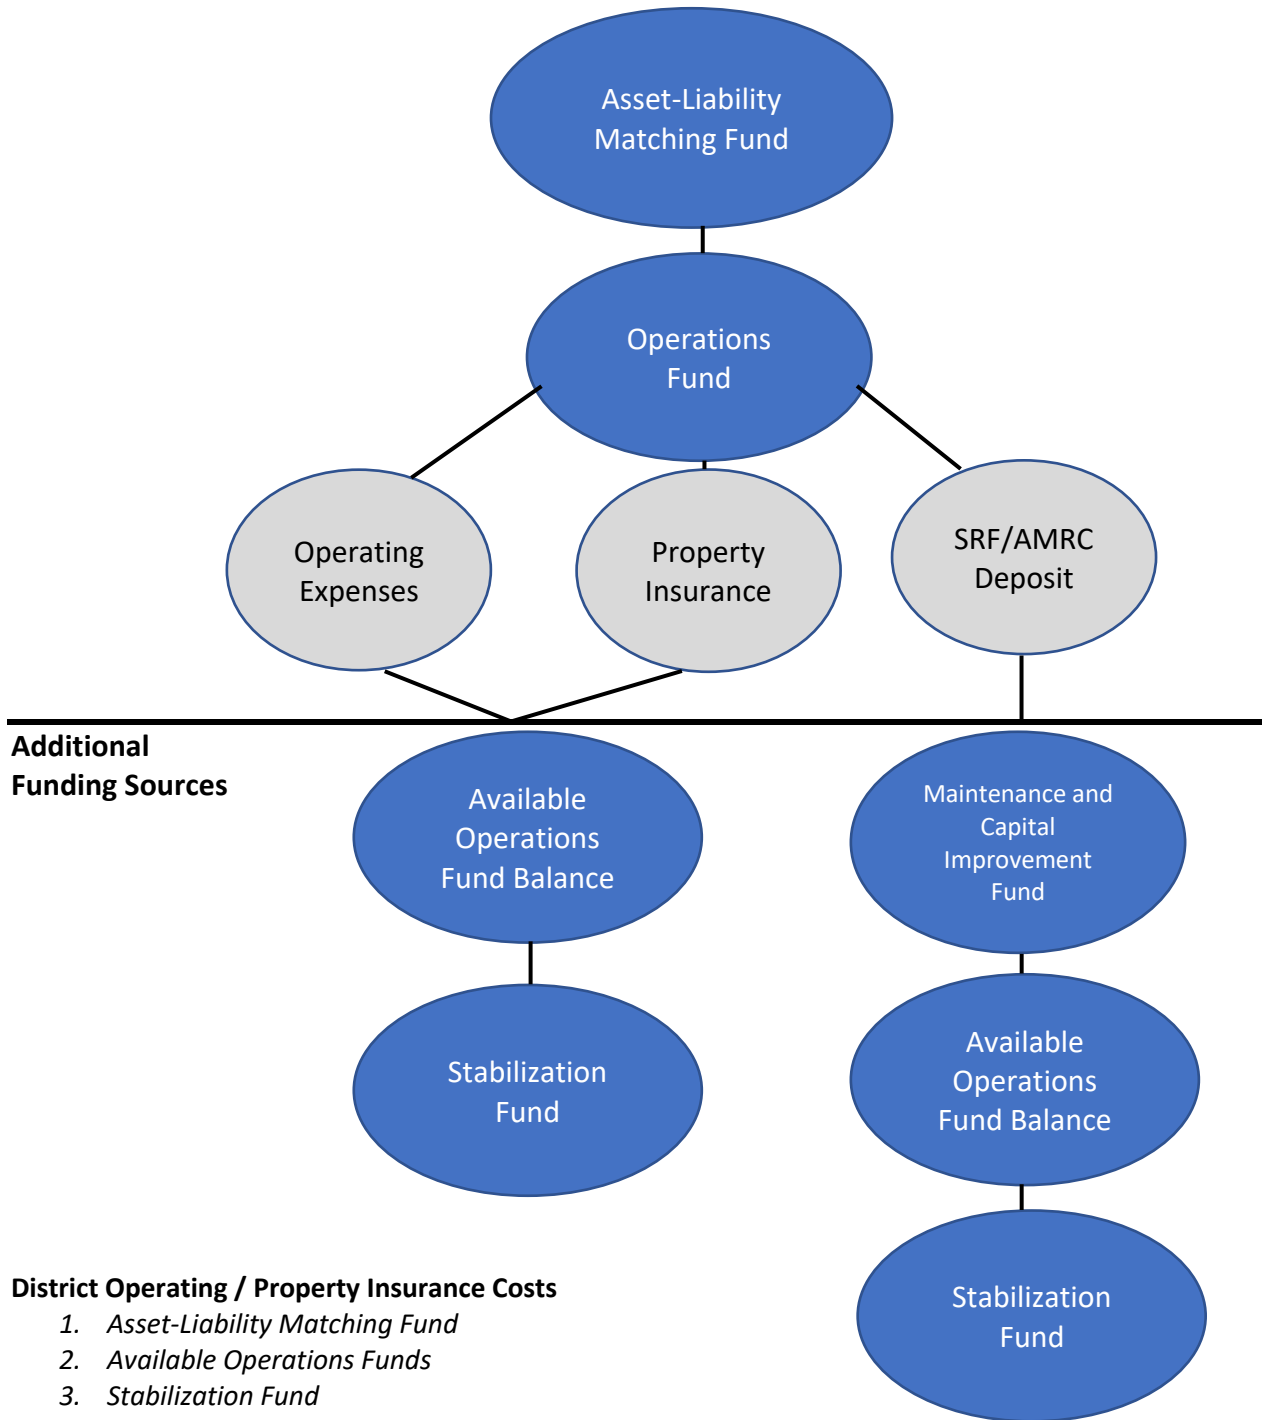 Asset-Liability
Matching Fund
Operations
Fund
Operating
Expenses
Property
Insurance
SRF/AMRC
Deposit
Additional
Funding Sources
Available
Operations
Fund Balance
Maintenance and
Capital
Improvement
Fund
Stabilization
Fund
Available
Operations
Fund Balance
Stabilization
Fund
District Operating / Property Insurance Costs
1. Asset-Liability Matching Fund
2. Available Operations Funds
3. Stabilization Fund